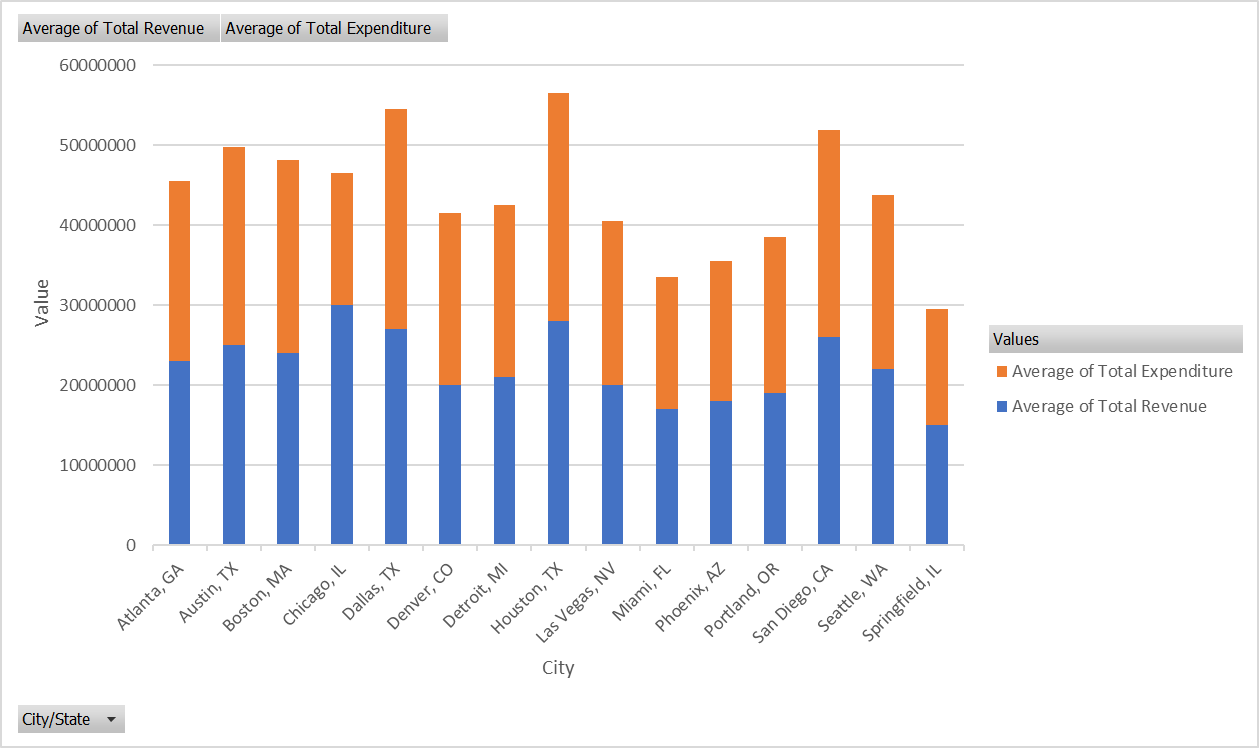 Average of Total Revenue Average of Total Expenditure
60000000
50000000
40000000
30000000
20000000
10000000
0
Value
Atlanta, GA
Austin, TX
Boston, MA
Chicago, IL
Dallas, TX
Denver, CO
Detroit, MI
Houston, TX
Las Vegas, NV
Miami, FL
Phoenix, AZ
Portland, OR
San Diego, CA
Seattle, WA
Springfield, IL
City
Values
Average of Total Expenditure
Average of Total Revenue
City/State